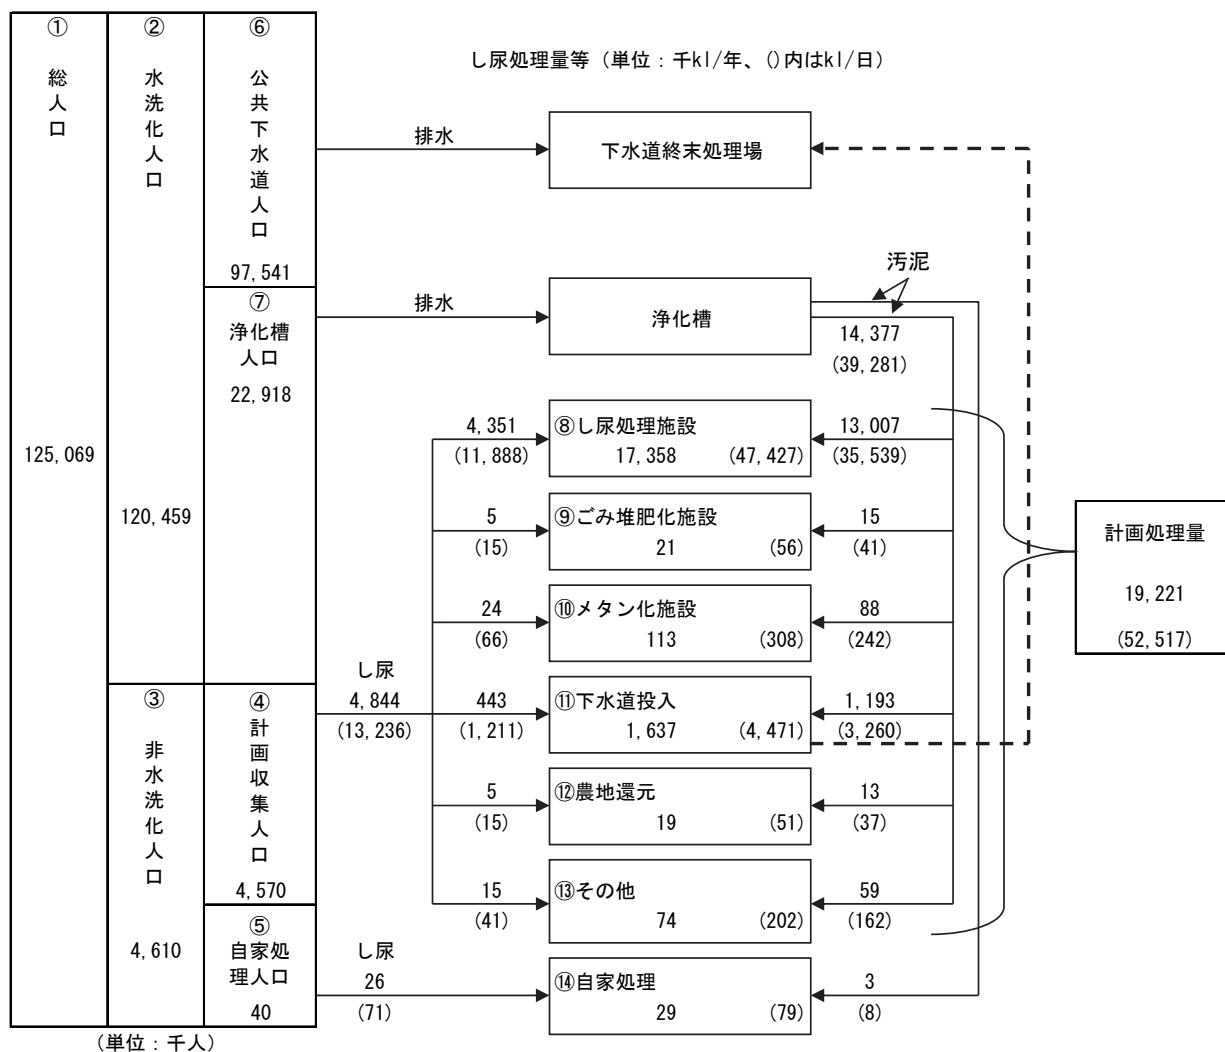 し尿処理量等（単位：千kl/年、()内はkl/日）
①
総人口
125,069
②
水洗化人口
120,459
⑥
公共下水道人口
97,541
⑦
浄化槽
人口
22,918
③
非水洗化人口
4,610
④
計画収集人口
4,570
⑤
自家処
理人口
40
（単位：千人）
排水
下水道終末処理場
排水
浄化槽
汚泥
14,377
(39,281)
4,351
(11,888)
⑧し尿処理施設
17,358 (47,427)
13,007
(35,539)
5
(15)
⑨ごみ堆肥化施設
21 (56)
15
(41)
24
(66)
⑩メタン化施設
113 (308)
88
(242)
し尿
4,844
(13,236)
443
(1,211)
⑪下水道投入
1,637 (4,471)
1,193
(3,260)
5
(15)
⑫農地還元
19 (51)
13
(37)
15
(41)
⑬その他
74 (202)
59
(162)
し尿
26
(71)
⑭自家処理
29 (79)
3
(8)
計画処理量
19,221
(52,517)